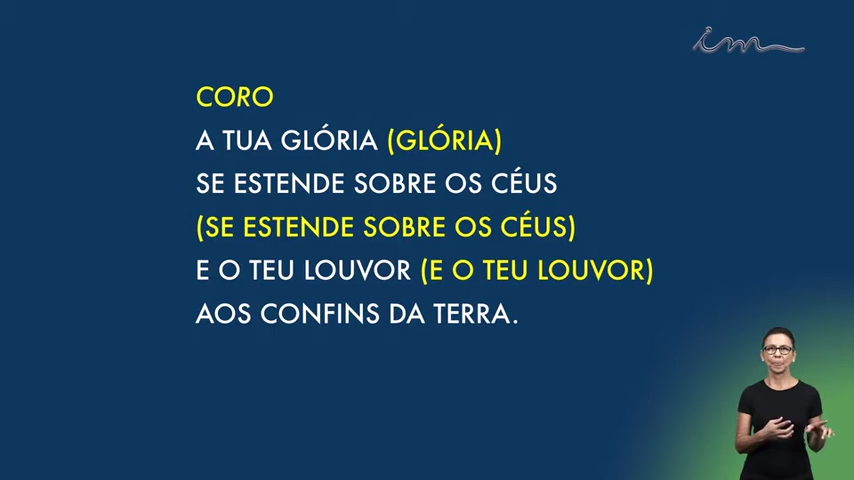 im
CORO
A TUA GLÓRIA (GLÓRIA)
SE ESTENDE SOBRE OS CÉUS
(SE ESTENDE SOBRE OS CÉUS)
E O TEU LOUVOR (E O TEU LOUVOR)
AOS CONFINS DA TERRA.